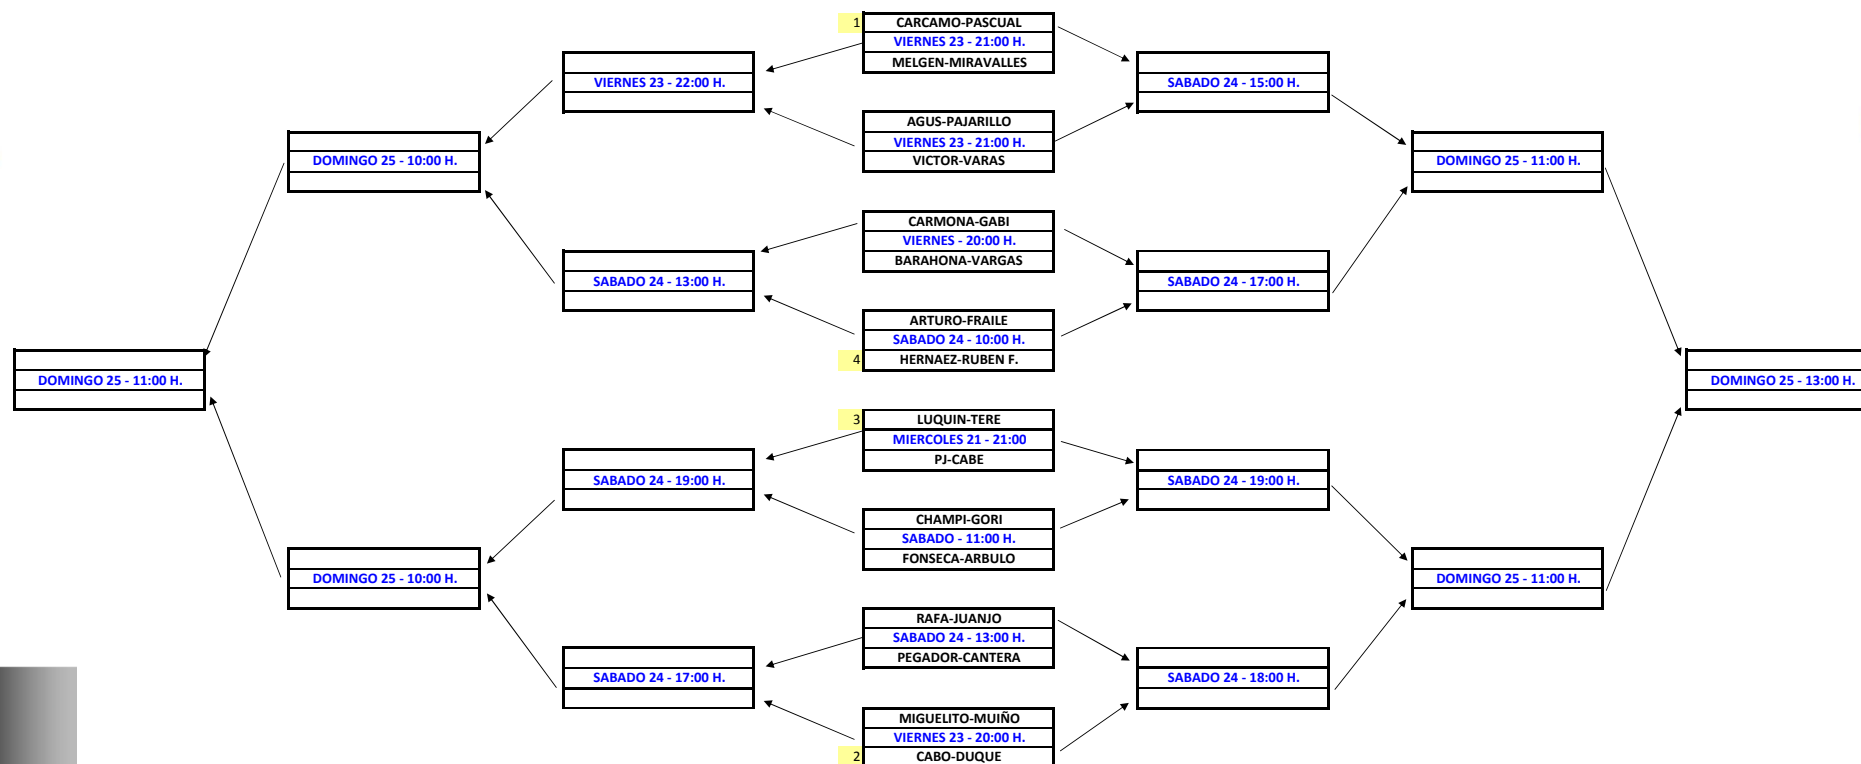 1
CARCAMO-PASCUAL
VIERNES 23 - 21:00 H.
MELGEN-MIRAVALLES
VIERNES 23 - 22:00 H.
SABADO 24 - 15:00 H.
AGUS-PAJARILLO
VIERNES 23 - 21:00 H.
VICTOR-VARAS
DOMINGO 25 - 10:00 H.
DOMINGO 25 - 11:00 H.
CARMONA-GABI
VIERNES - 20:00 H.
BARAHONA-VARGAS
SABADO 24 - 13:00 H.
SABADO 24 - 17:00 H.
ARTURO-FRAILE
SABADO 24 - 10:00 H.
4
HERNAEZ-RUBEN F.
DOMINGO 25 - 11:00 H.
DOMINGO 25 - 13:00 H.
3
LUQUIN-TERE
MIERCOLES 21 - 21:00
PJ-CABE
SABADO 24 - 19:00 H.
SABADO 24 - 19:00 H.
CHAMPI-GORI
SABADO - 11:00 H.
FONSECA-ARBULO
DOMINGO 25 - 10:00 H.
DOMINGO 25 - 11:00 H.
RAFA-JUANJO
SABADO 24 - 13:00 H.
PEGADOR-CANTERA
SABADO 24 - 17:00 H.
SABADO 24 - 18:00 H.
MIGUELITO-MUIÑO
VIERNES 23 - 20:00 H.
2
CABO-DUQUE